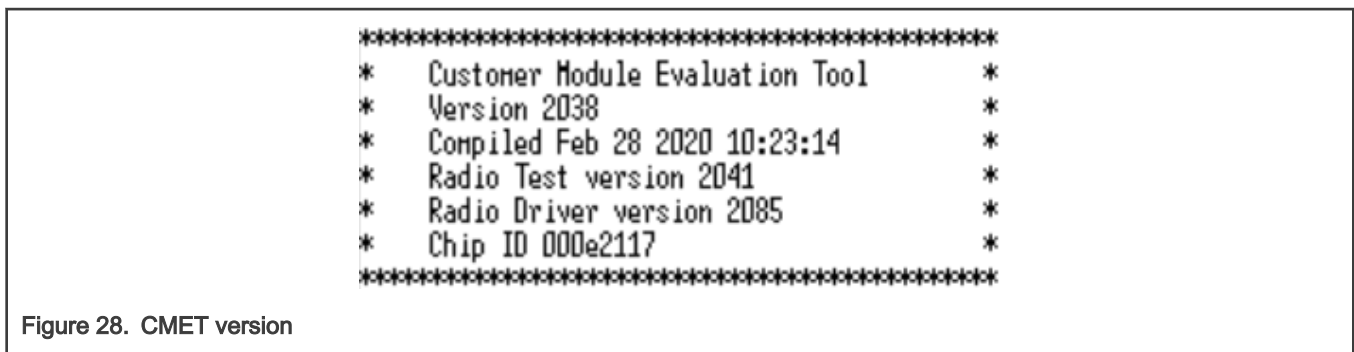 ****************************************************
* Customer Module Evaluation Tool *
* Version 2038 *
* Compiled Feb 28 2020 10:23:14 *
* Radio Test version 2041 *
* Radio Driver version 2085 *
* Chip ID 000e2117 *
****************************************************
Figure 28. CMET version